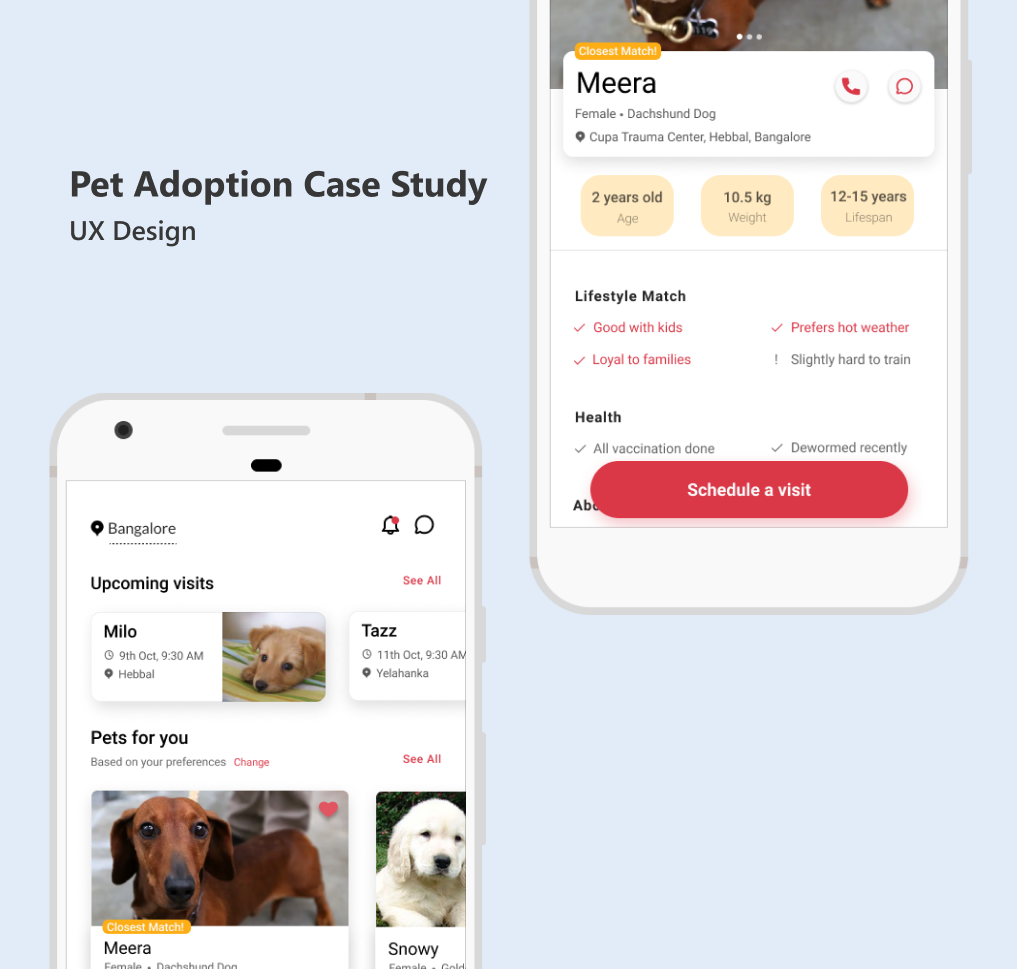 Pet Adoption Case Study
UX Design
Closest Match!
Meera
Female • Dachshund Dog
Cupa Trauma Center, Hebbal, Bangalore
2 years old
Age
10.5 kg
Weight
12-15 years
Lifespan
Lifestyle Match
Good with kids
Prefers hot weather
Loyal to families
! Slightly hard to train
Health
All vaccination done
Dewormed recently
Schedule a visit
Bangalore
Upcoming visits
See All
Milo
9th Oct, 9:30 AM
Hebbal
Tazz
11th Oct, 9:30 AM
Yelahanka
Pets for you
Based on your preferences Change
See All
Closest Match!
Meera
Female • Dachshund Dog
Snowy
Female •